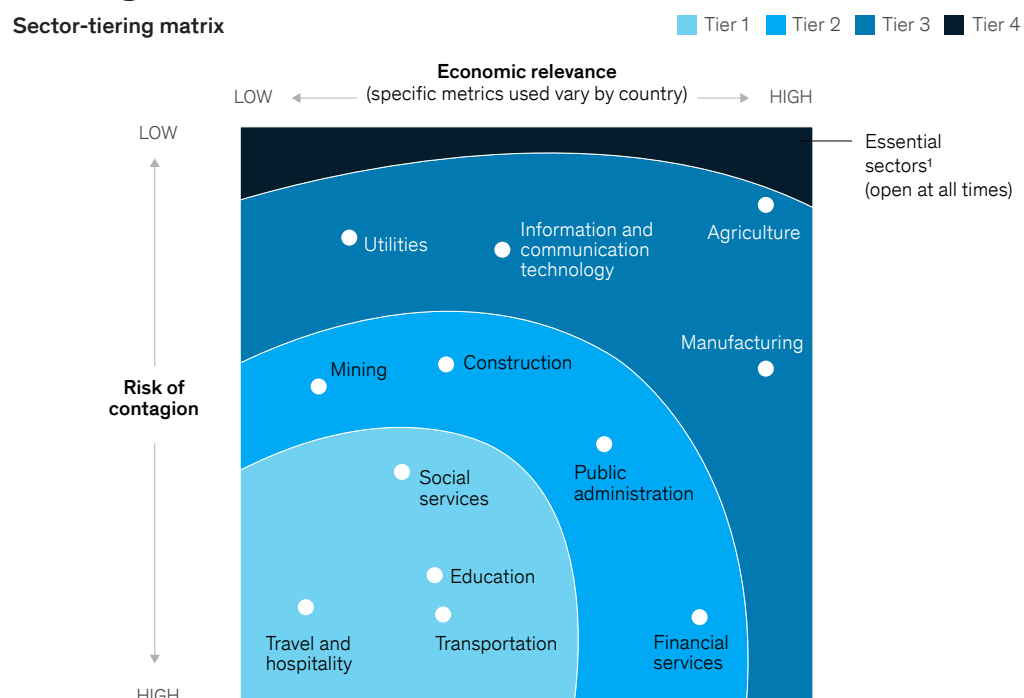 Sector-tiering matrix
Tier 1
Tier 2
Tier 3
Tier 4
Economic relevance
(specific metrics used vary by country)
LOW
HIGH
LOW
Essential
sectors¹
(open at all times)
Agriculture
Utilities
Information and
communication
technology
Manufacturing
Mining
Construction
Risk of
contagion
Social
services
Public
administration
Education
Travel and
hospitality
Transportation
Financial
services
HIGH